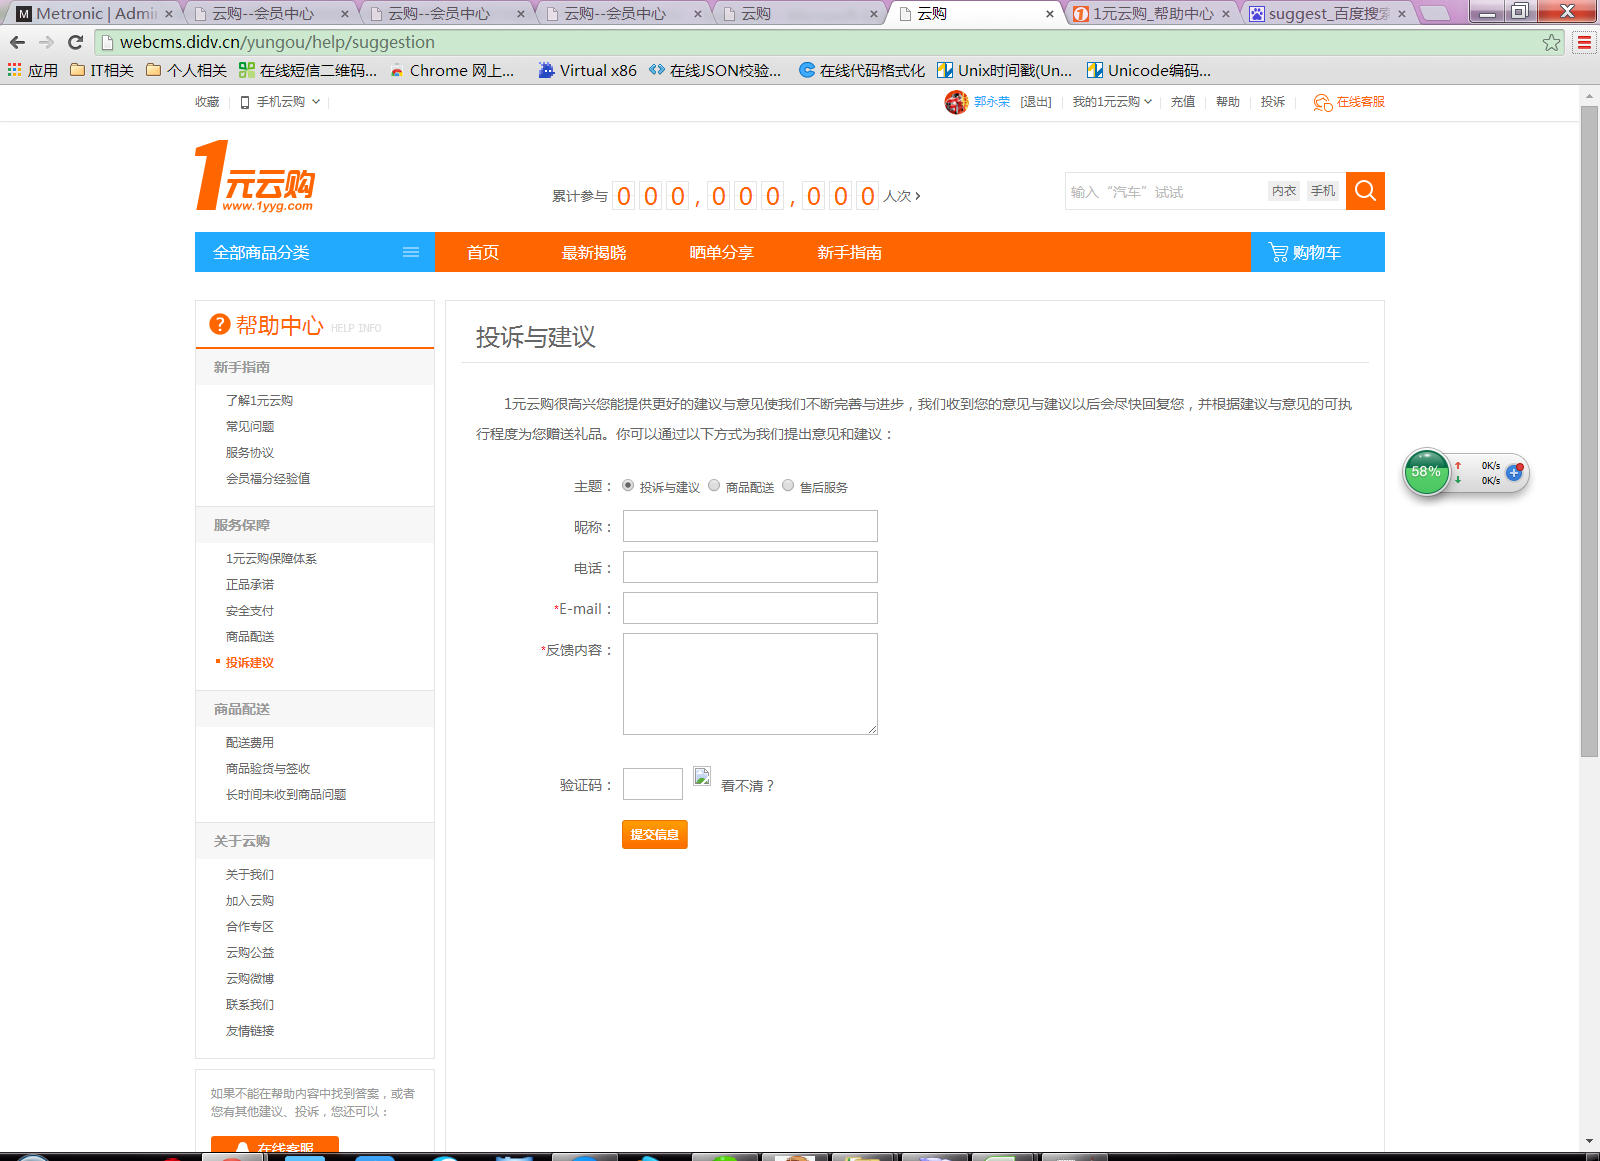 Metronic | Admi
云购--会员中心
云购--会员中心
云购--会员中心
云购
云购
1元云购_帮助中心
suggest_百度搜索
webcms.didv.cn/yungou/help/suggestion
应用
IT相关
个人相关
在线短信二维码...
Chrome 网上...
Virtual x86
在线JSON校验...
在线代码格式化
Unix时间戳(Un...
Unicode编码...
收藏
手机云购
郭永荣 [退出]
我的1元云购
充值
帮助
投诉
在线客服
1元云购
www.1yyg.com
累计参与 000,000,000 人次
输入“汽车”试试
内衣
手机
全部商品分类
首页
最新揭晓
晒单分享
新手指南
购物车
帮助中心 HELP INFO
新手指南
了解1元云购
常见问题
服务协议
会员福分经验值
服务保障
1元云购保障体系
正品承诺
安全支付
商品配送
投诉建议
商品配送
配送费用
商品验货与签收
长时间未收到商品问题
关于云购
关于我们
加入云购
合作专区
云购公益
云购微博
联系我们
友情链接
如果不能在帮助内容中找到答案，或者
您有其他建议、投诉，您还可以：
在线客服
投诉与建议
1元云购很高兴您能提供更好的建议与意见使我们不断完善与进步，我们收到您的意见与建议以后会尽快回复您，并根据建议与意见的可执
行程度为您赠送礼品。你可以通过以下方式为我们提出意见和建议：
主题： 投诉与建议 商品配送 售后服务
昵称：
电话：
*E-mail：
*反馈内容：
验证码：
看不清？
提交信息
58%
0K/s
0K/s